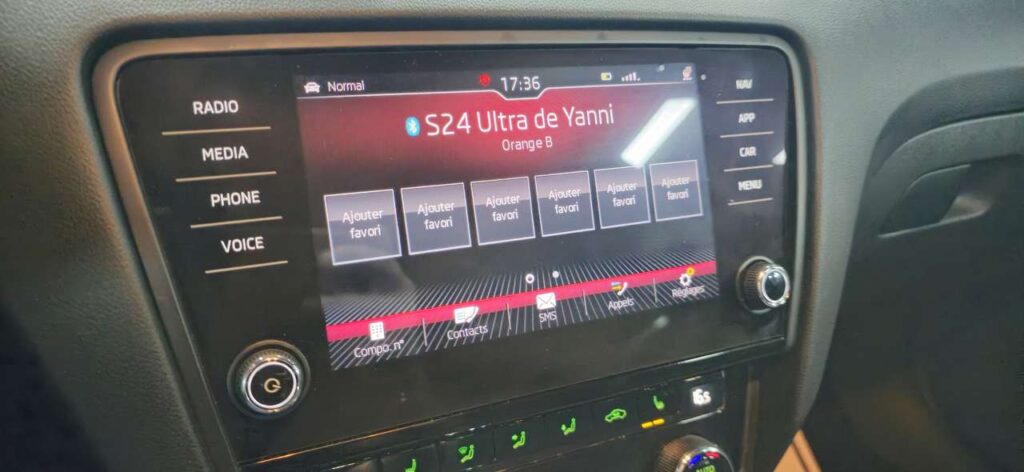 RADIO
MEDIA
PHONE
VOICE
Normal
17:36
S24 Ultra de Yanni
Orange B
Ajouter
favori
Ajouter
favori
Ajouter
favori
Ajouter
favori
Ajouter
favori
Ajouter
favori
Compo. n°
Contacts
SMS
Appels
Réglages
NAV
APP
CAR
MENU
AUTO